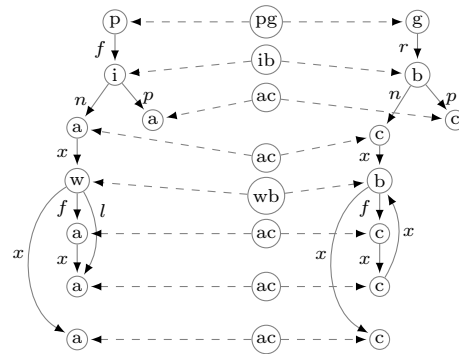 p pg g
f r
i ib b
n p n p
a ac c
a ac c
x x
w wb b
f l f
a ac c
x x x x
a ac c
a ac c